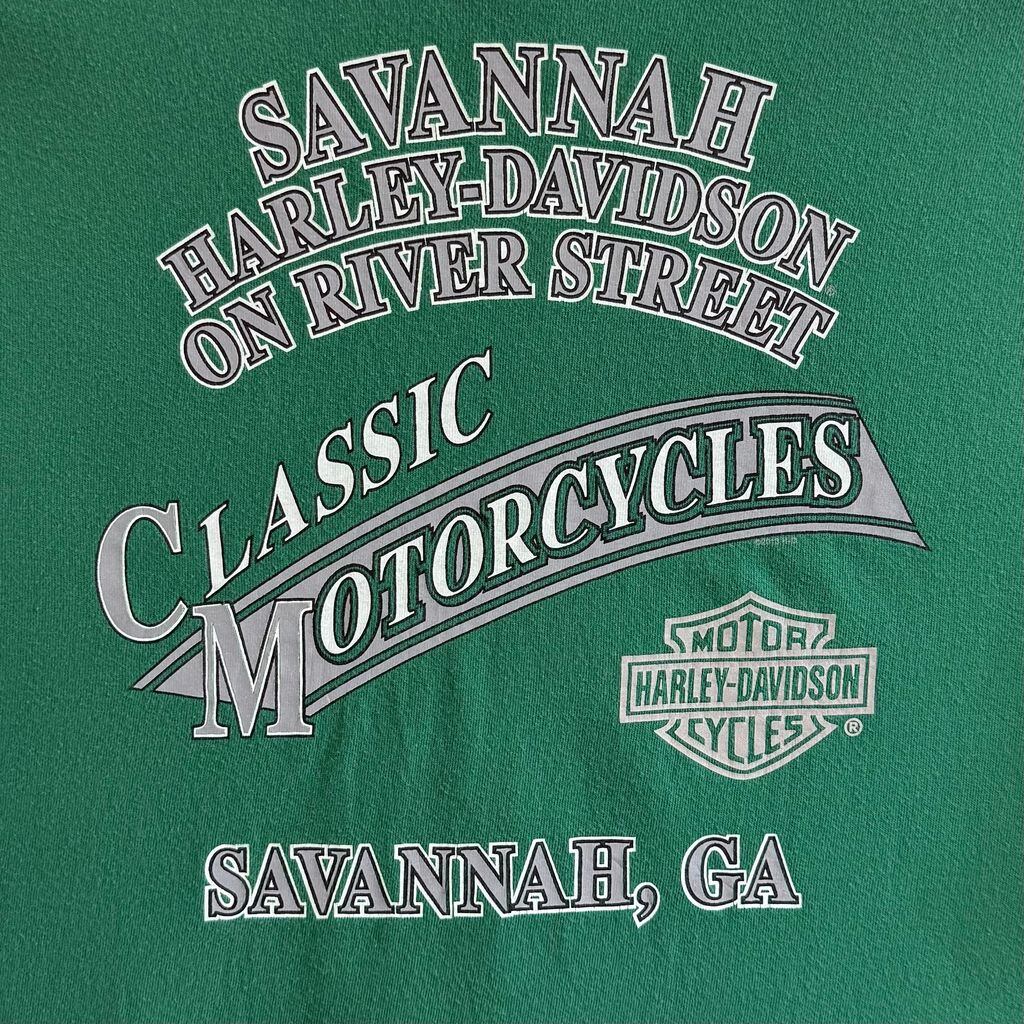 SAVANNAH
HARLEY-DAVIDSON
ON RIVER STREET
CLASSIC
MOTORCYCLES
MOTOR
HARLEY-DAVIDSON
CYCLES ®
SAVANNAH, GA